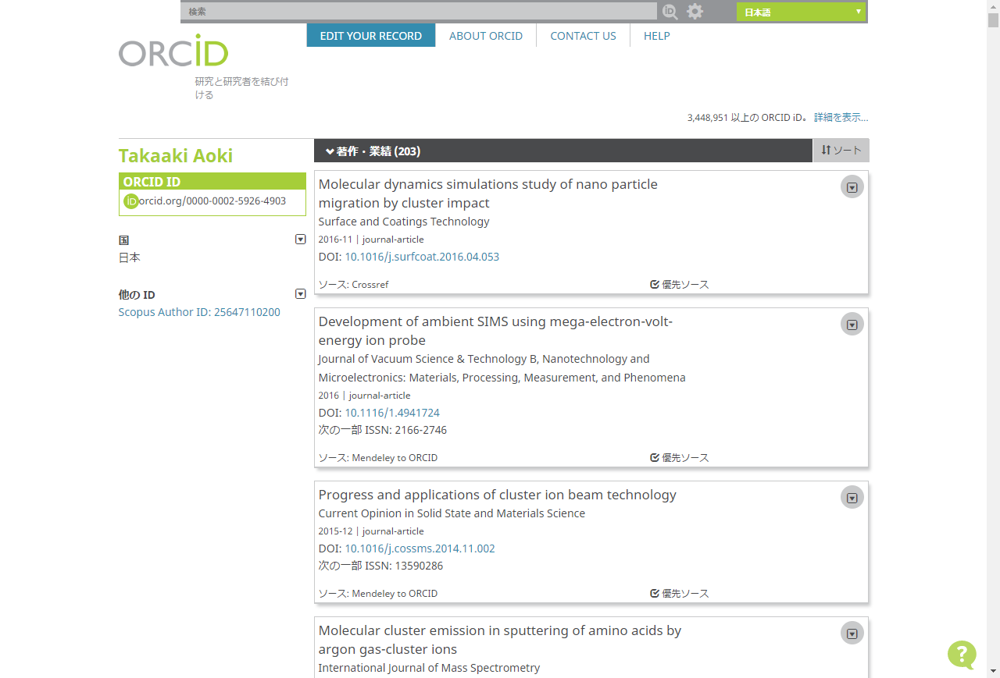 検索
日本語
EDIT YOUR RECORD
ABOUT ORCID
CONTACT US
HELP
ORCiD
研究と研究者を結び付
ける
3,448,951 以上の ORCID iD。 詳細を表示...
Takaaki Aoki
ORCID ID
iD orcid.org/0000-0002-5926-4903
国
日本
他の ID
Scopus Author ID: 25647110200
著作・業績 (203)
ソート
Molecular dynamics simulations study of nano particle
migration by cluster impact
Surface and Coatings Technology
2016-11 | journal-article
DOI: 10.1016/j.surfcoat.2016.04.053
ソース: Crossref
優先ソース
Development of ambient SIMS using mega-electron-volt-
energy ion probe
Journal of Vacuum Science & Technology B, Nanotechnology and
Microelectronics: Materials, Processing, Measurement, and Phenomena
2016 | journal-article
DOI: 10.1116/1.4941724
次の一部 ISSN: 2166-2746
ソース: Mendeley to ORCID
優先ソース
Progress and applications of cluster ion beam technology
Current Opinion in Solid State and Materials Science
2015-12 | journal-article
DOI: 10.1016/j.cossms.2014.11.002
次の一部 ISSN: 13590286
ソース: Mendeley to ORCID
優先ソース
Molecular cluster emission in sputtering of amino acids by
argon gas-cluster ions
International Journal of Mass Spectrometry
?